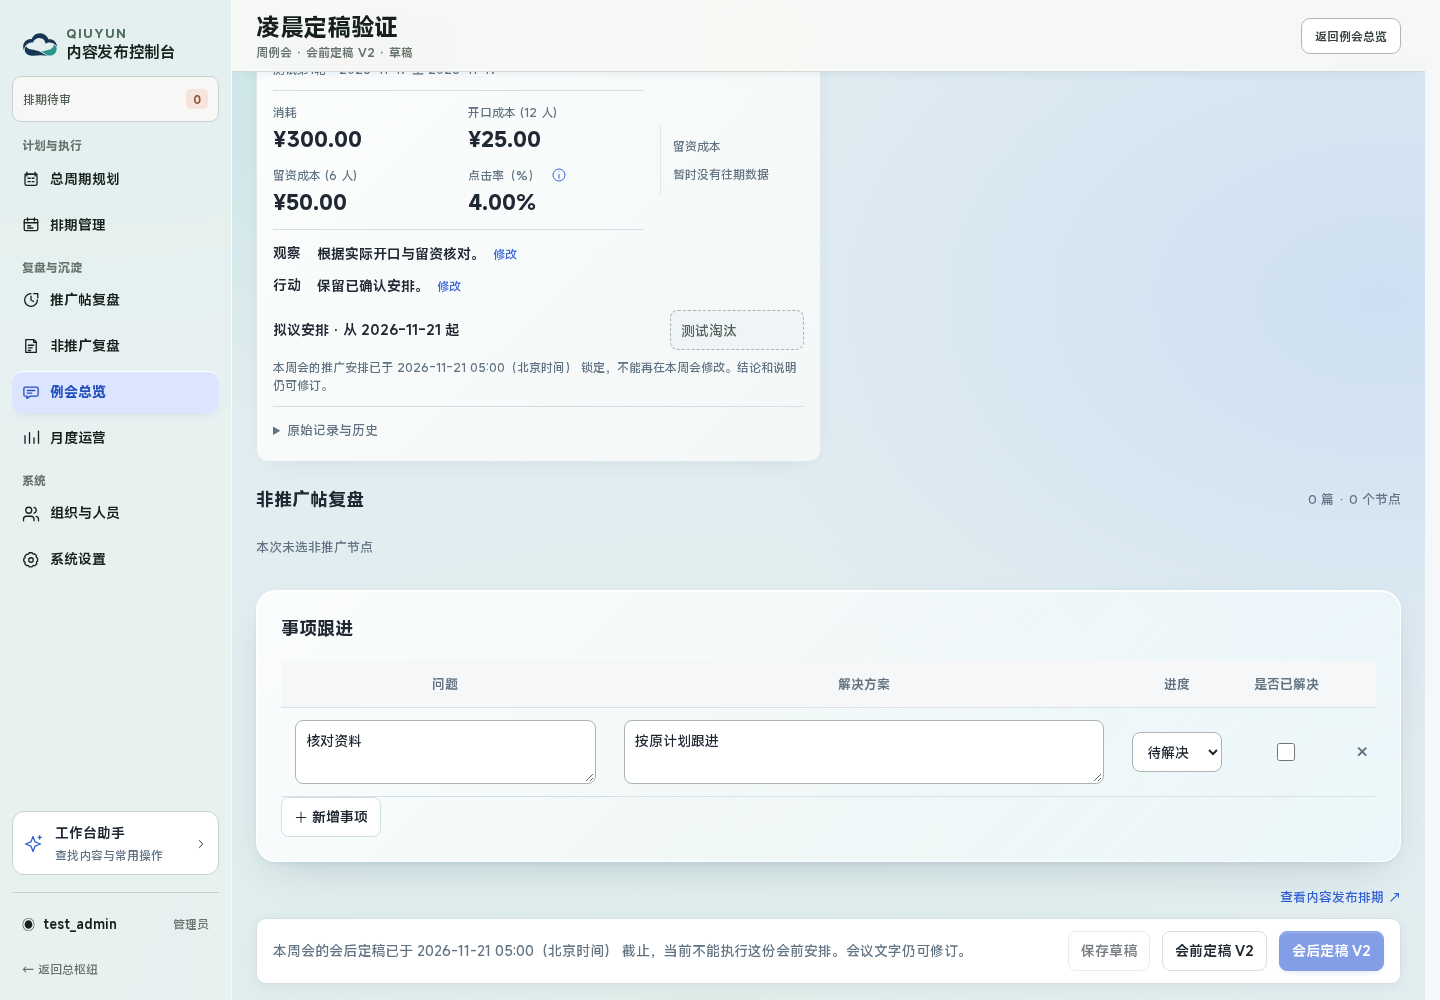 QIUYUN
内容发布控制台
排期待审
0
计划与执行
总周期规划
排期管理
复盘与沉淀
推广帖复盘
非推广复盘
例会总览
月度运营
系统
组织与人员
系统设置
工作台助手
查找内容与常用操作
test_admin
管理员
← 返回总枢纽
凌晨定稿验证
周例会 · 会前定稿 V2 · 草稿
返回例会总览
消耗
¥300.00
开口成本 (12 人)
¥25.00
留资成本 (6 人)
¥50.00
点击率（%）
4.00%
留资成本
暂时没有往期数据
观察 根据实际开口与留资核对。 修改
行动 保留已确认安排。 修改
拟议安排 · 从 2026-11-21 起
测试淘汰
本周会的推广安排已于 2026-11-21 05:00（北京时间） 锁定，不能再在本周会修改。结论和说明
仍可修订。
▶ 原始记录与历史
非推广帖复盘
0 篇 · 0 个节点
本次未选非推广节点
事项跟进
问题 解决方案 进度 是否已解决
核对资料 按原计划跟进 待解决 ×
＋ 新增事项
查看内容发布排期 ↗
本周会的会后定稿已于 2026-11-21 05:00（北京时间） 截止，当前不能执行这份会前安排。会议文字仍可修订。
保存草稿
会前定稿 V2
会后定稿 V2